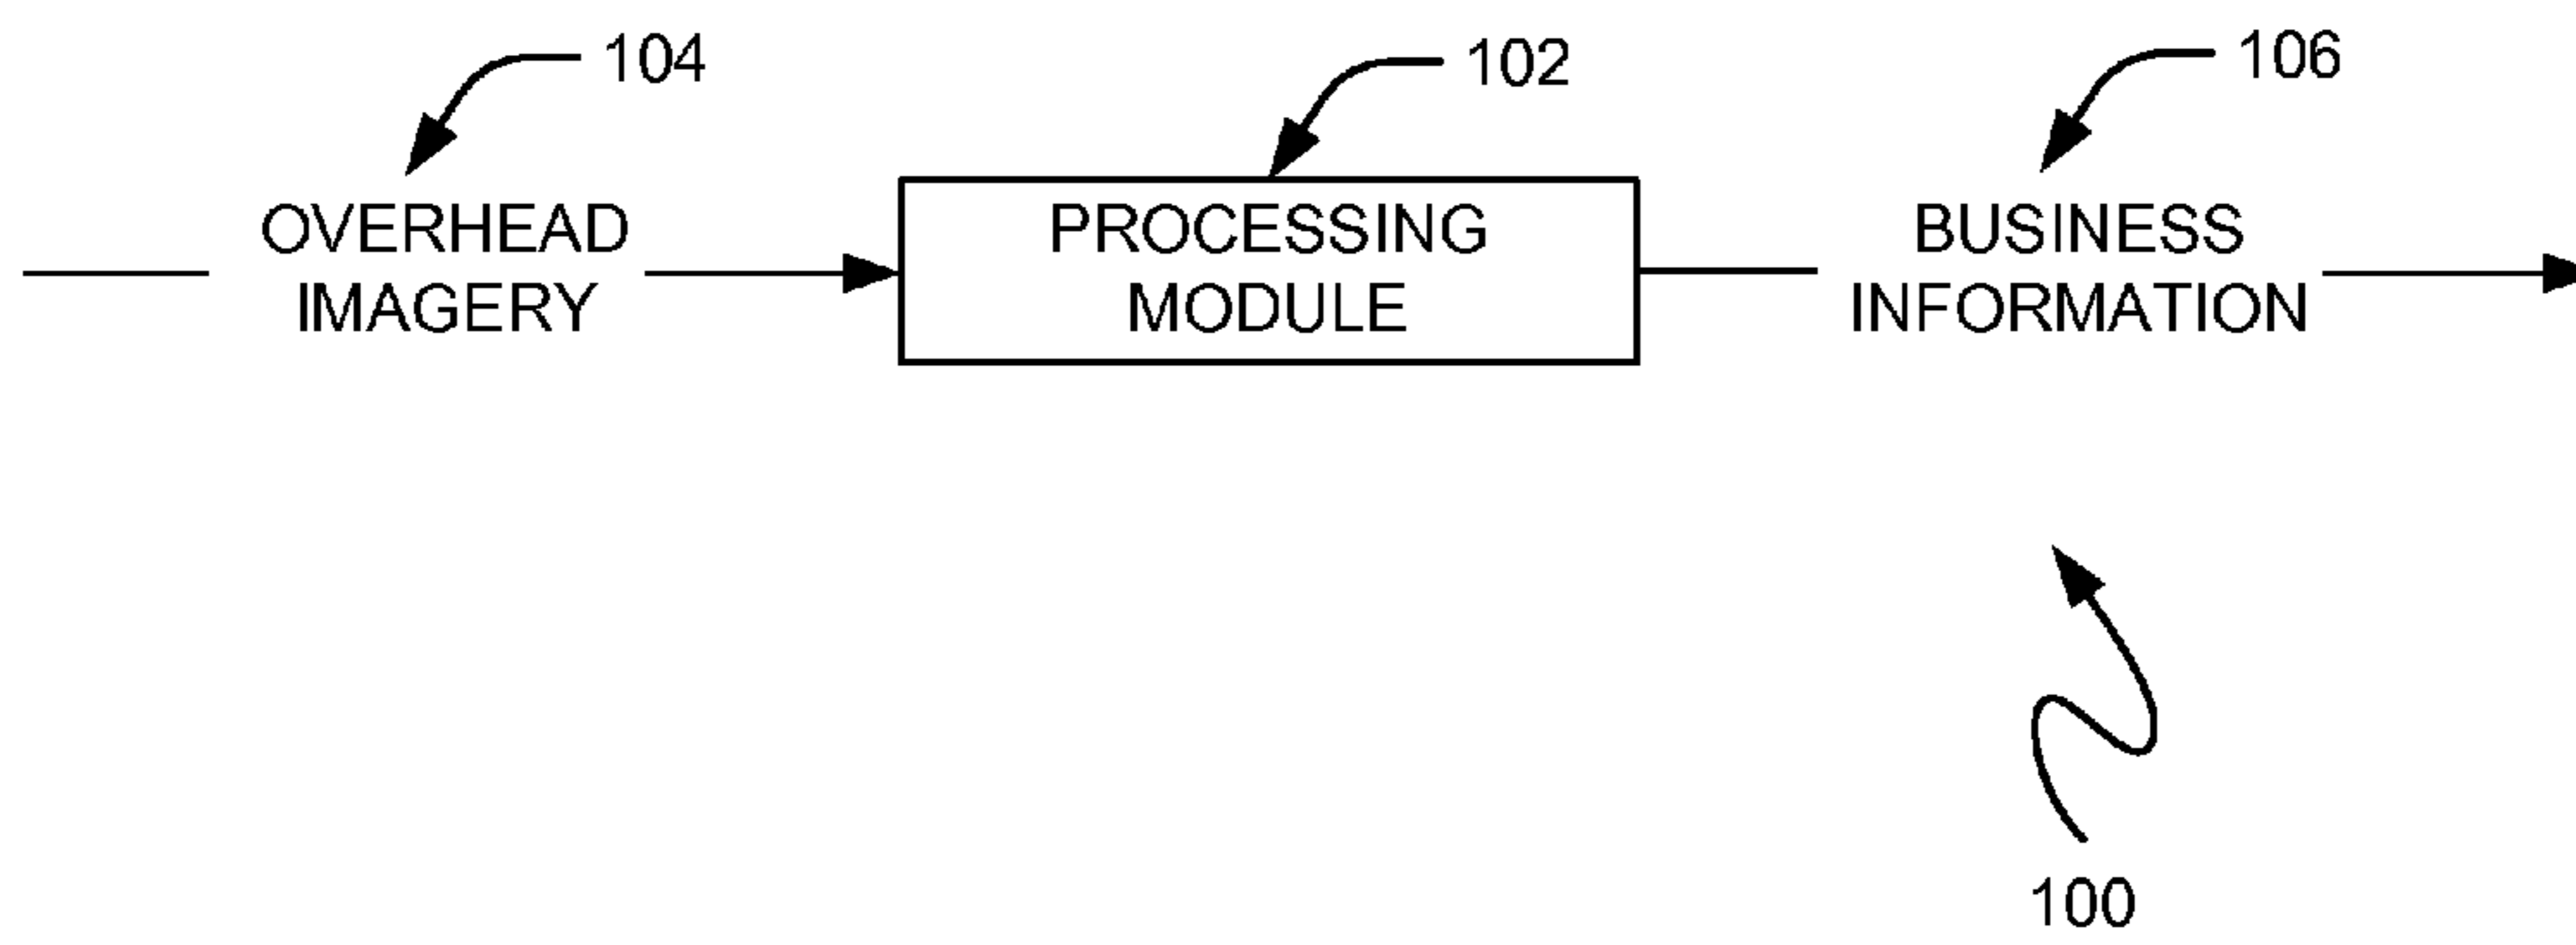 104
102
106
OVERHEAD
IMAGERY
PROCESSING
MODULE
BUSINESS
INFORMATION
100